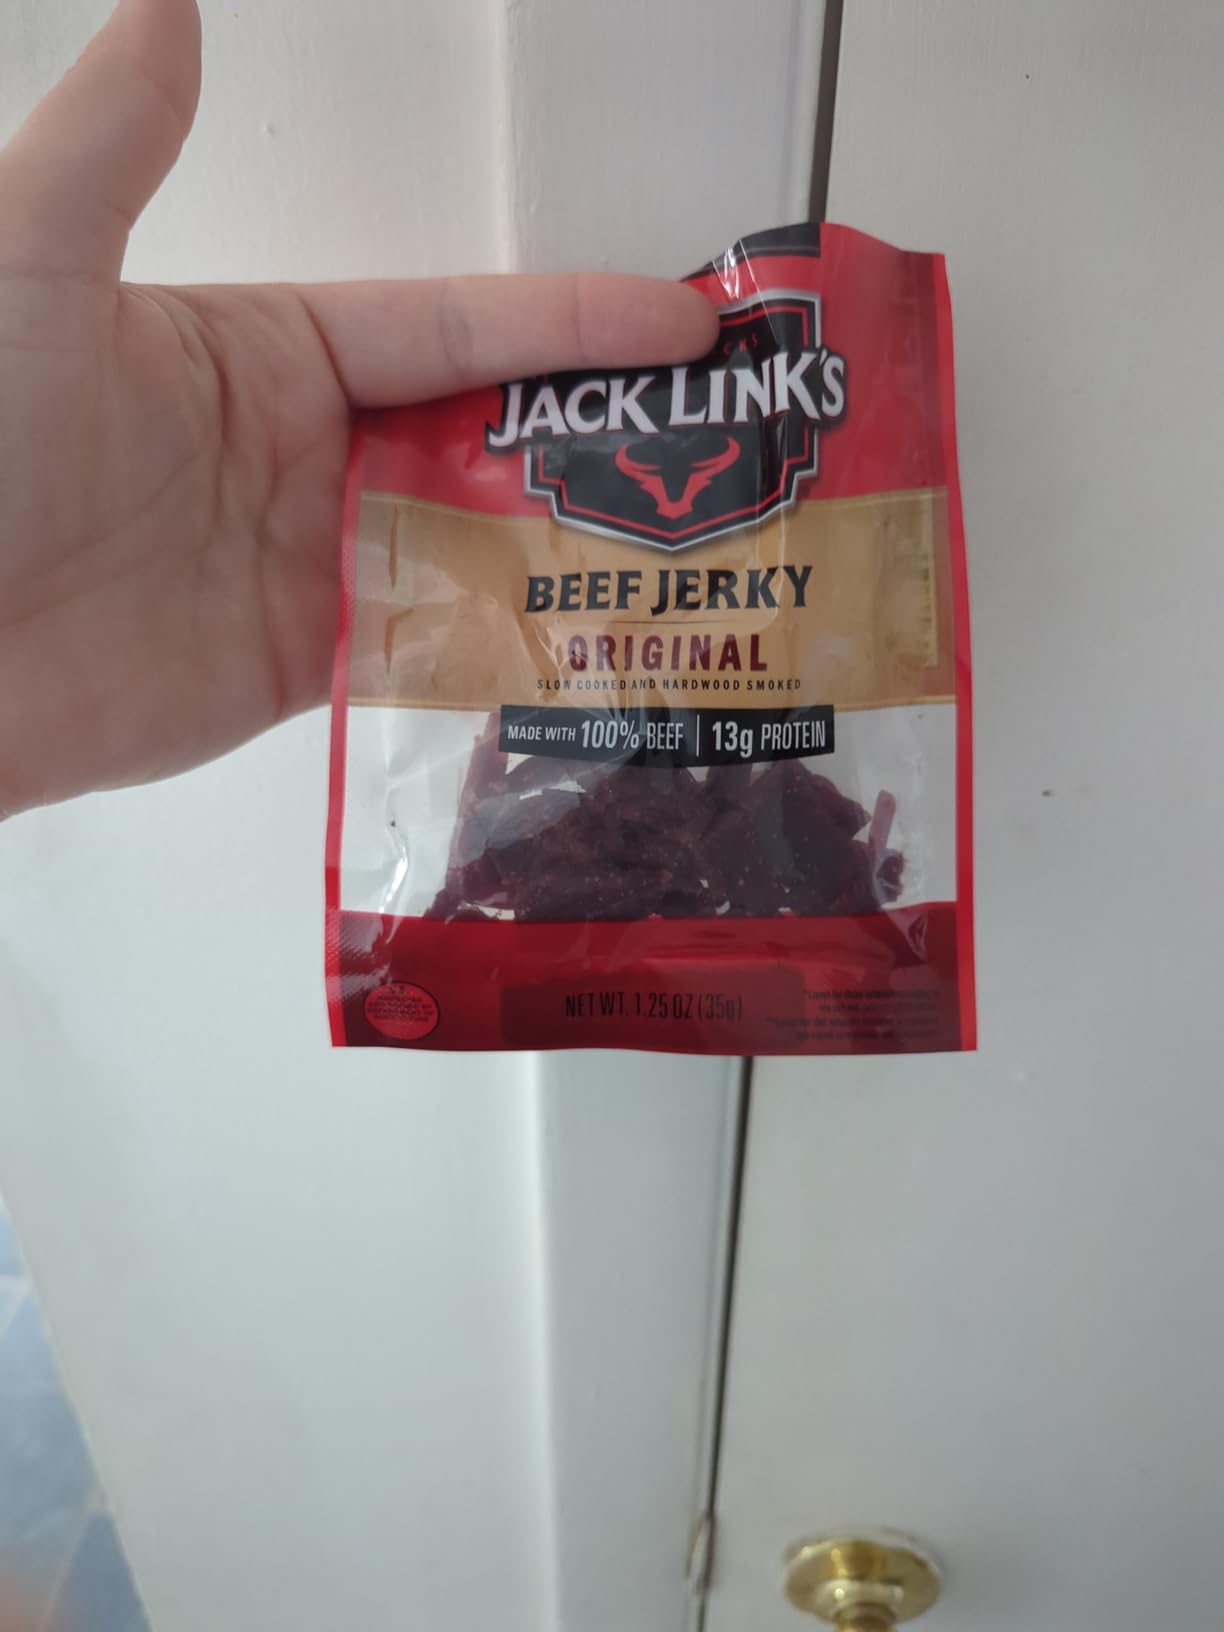 JACK LINK'S
BEEF JERKY
ORIGINAL
SLOW COOKED AND HARDWOOD SMOKED
MADE WITH 100% BEEF | 13g PROTEIN
NET WT. 1.25 OZ (35g)